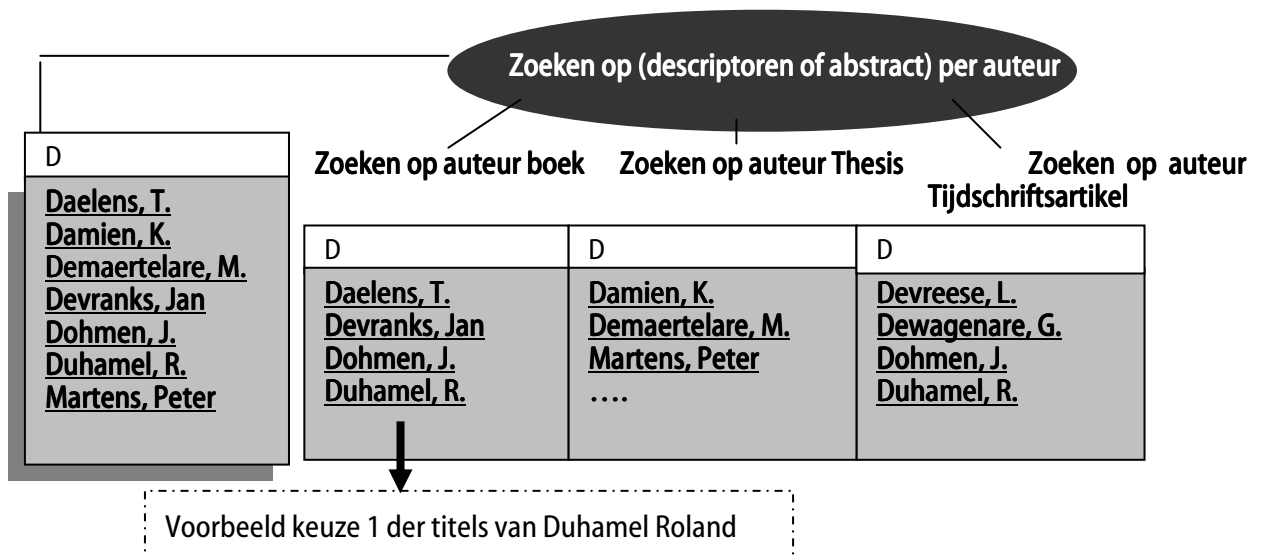 Zoeken op (descriptoren of abstract) per auteur
Zoeken op auteur boek
Zoeken op auteur Thesis
Zoeken op auteur
Tijdschriftsartikel
D
Daelens, T.
Damien, K.
Demaertelare, M.
Devranks, Jan
Dohmen, J.
Duhamel, R.
Martens, Peter
D
Daelens, T.
Devranks, Jan
Dohmen, J.
Duhamel, R.
D
Damien, K.
Demaertelare, M.
Martens, Peter
….
D
Devreese, L.
Dewagenare, G.
Dohmen, J.
Duhamel, R.
Voorbeeld keuze 1 der titels van Duhamel Roland